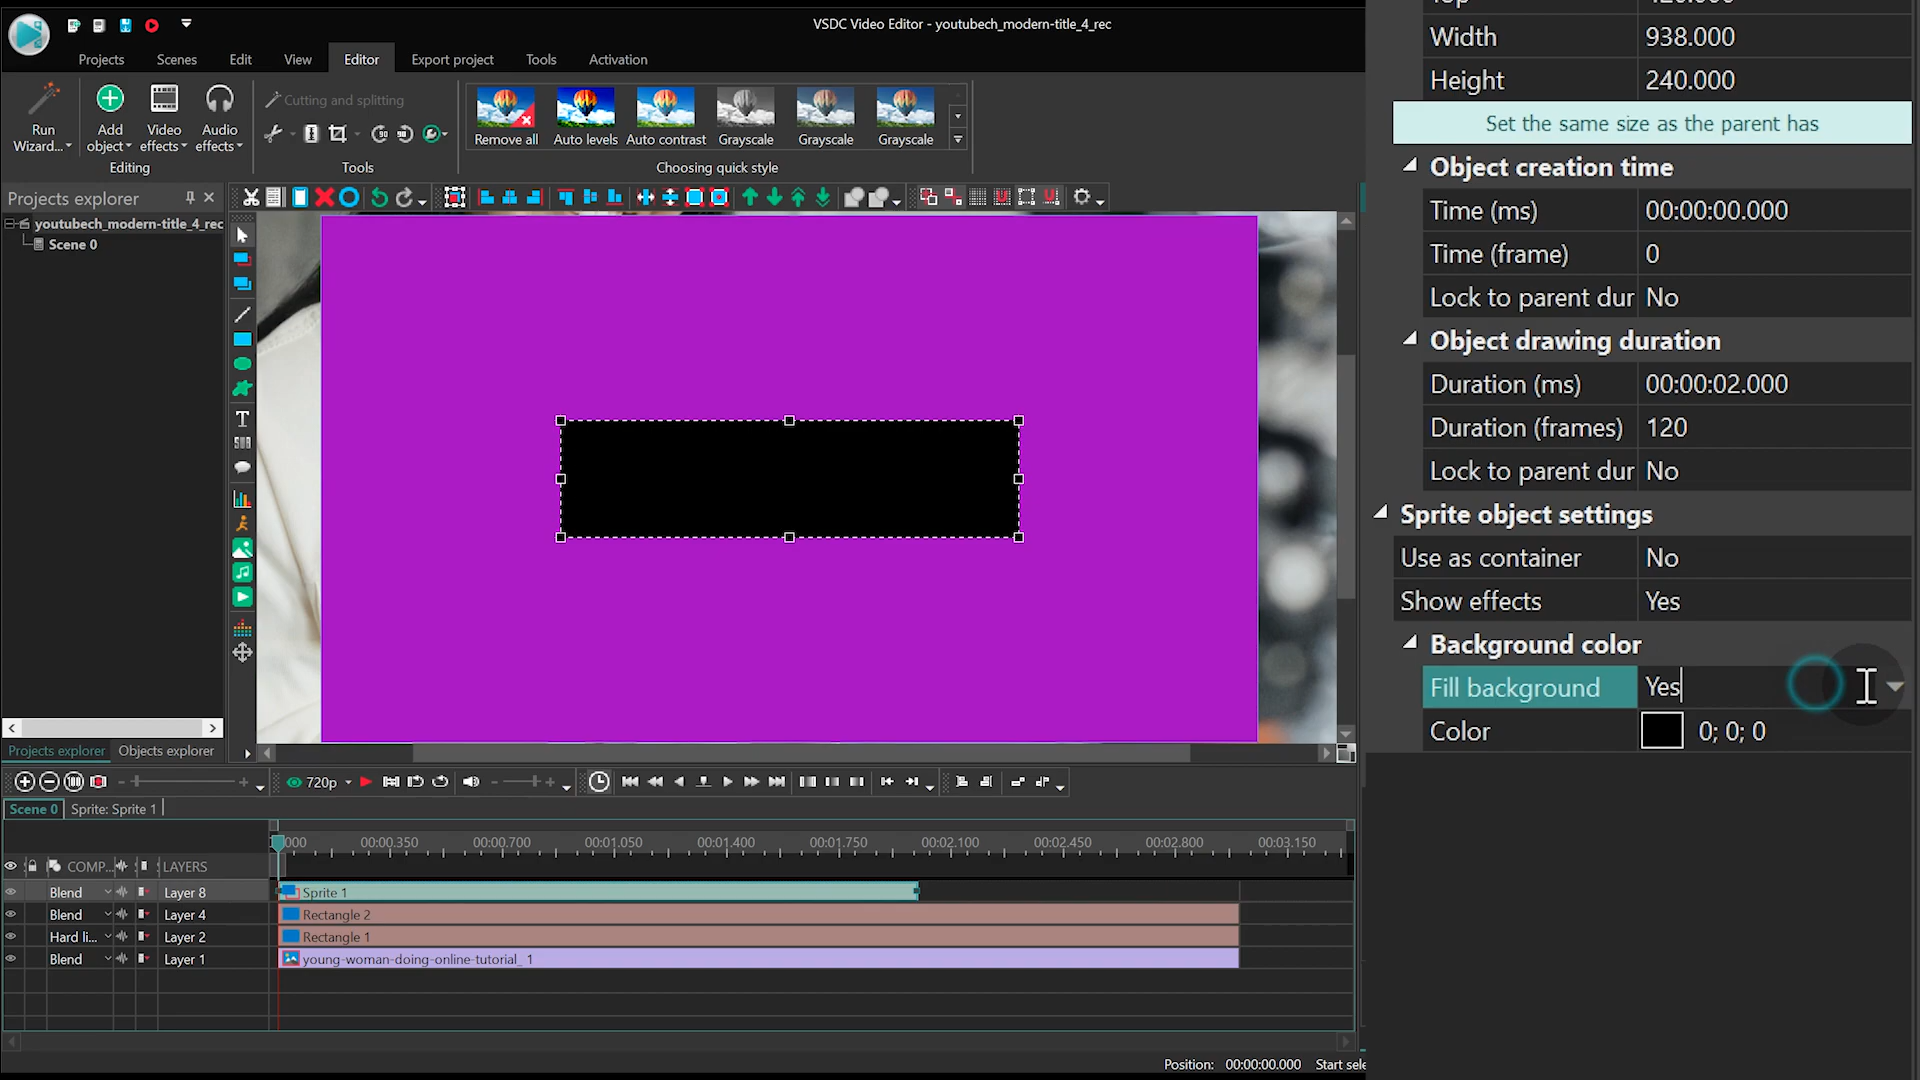 VSDC Video Editor - youtubech_modern-title_4_rec
Projects
Scenes
Edit
View
Editor
Export project
Tools
Activation
Run
Wizard...
Add
object
Video
effects
Audio
effects
Editing
Cutting and splitting
Tools
Remove all
Auto levels
Auto contrast
Grayscale
Grayscale
Grayscale
Choosing quick style
Projects explorer
youtubech_modern-title_4_rec
Scene 0
T
SUB
Projects explorer
Objects explorer
720p
Scene 0
Sprite: Sprite 1
000
00:00.350
00:00.700
00:01.050
00:01.400
00:01.750
00:02.100
00:02.450
00:02.800
00:03.150
COMP...
LAYERS
Blend
Layer 8
Sprite 1
Blend
Layer 4
Rectangle 2
Hard li...
Layer 2
Rectangle 1
Blend
Layer 1
young-woman-doing-online-tutorial_ 1
Position:
00:00:00.000
Start sele
Width
938.000
Height
240.000
Set the same size as the parent has
Object creation time
Time (ms)
00:00:00.000
Time (frame)
0
Lock to parent dur
No
Object drawing duration
Duration (ms)
00:00:02.000
Duration (frames)
120
Lock to parent dur
No
Sprite object settings
Use as container
No
Show effects
Yes
Background color
Fill background
Yes
Color
0; 0; 0